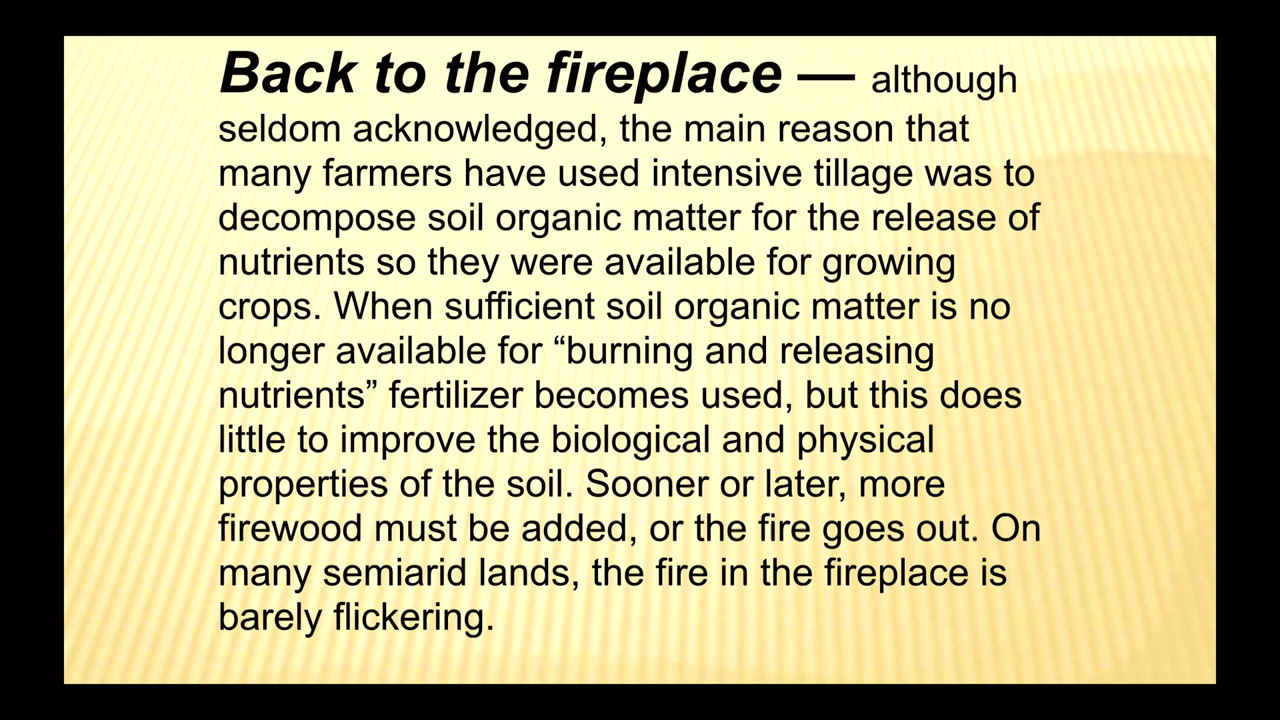 Back to the fireplace — although
seldom acknowledged, the main reason that
many farmers have used intensive tillage was to
decompose soil organic matter for the release of
nutrients so they were available for growing
crops. When sufficient soil organic matter is no
longer available for “burning and releasing
nutrients” fertilizer becomes used, but this does
little to improve the biological and physical
properties of the soil. Sooner or later, more
firewood must be added, or the fire goes out. On
many semiarid lands, the fire in the fireplace is
barely flickering.